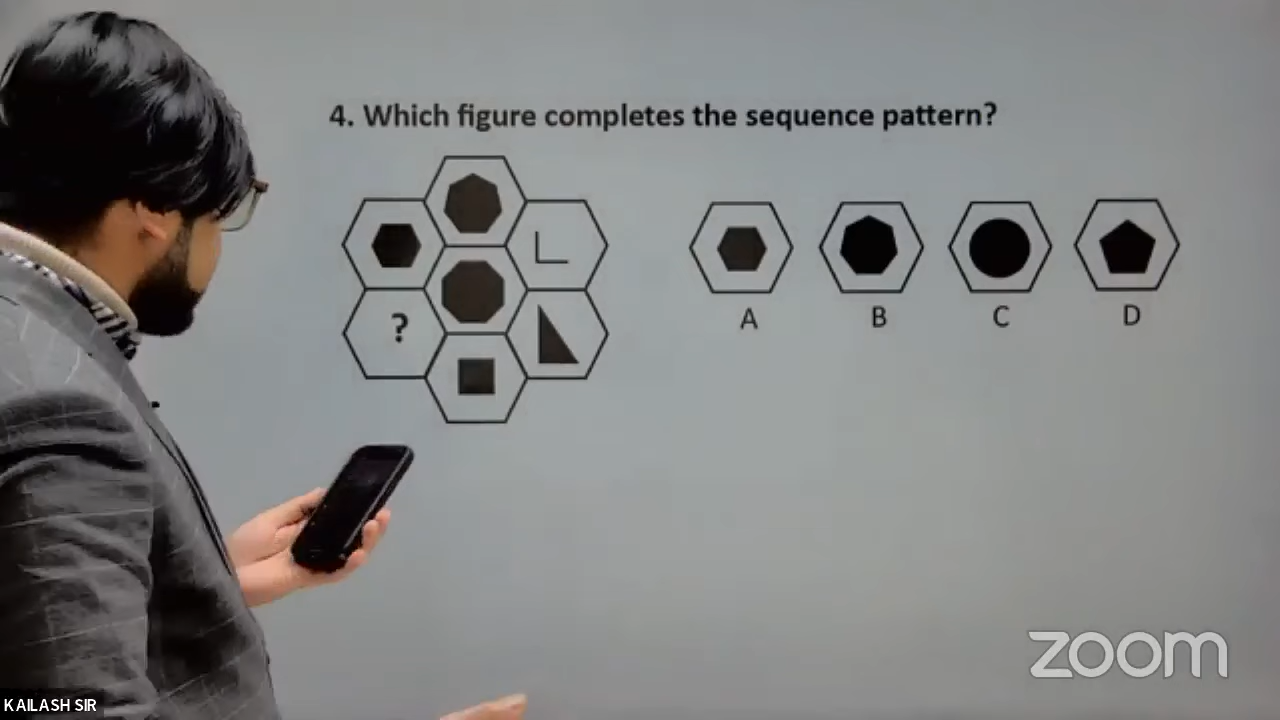 4. Which figure completes the sequence pattern?
?
A B C D
zoom
KAILASH SIR